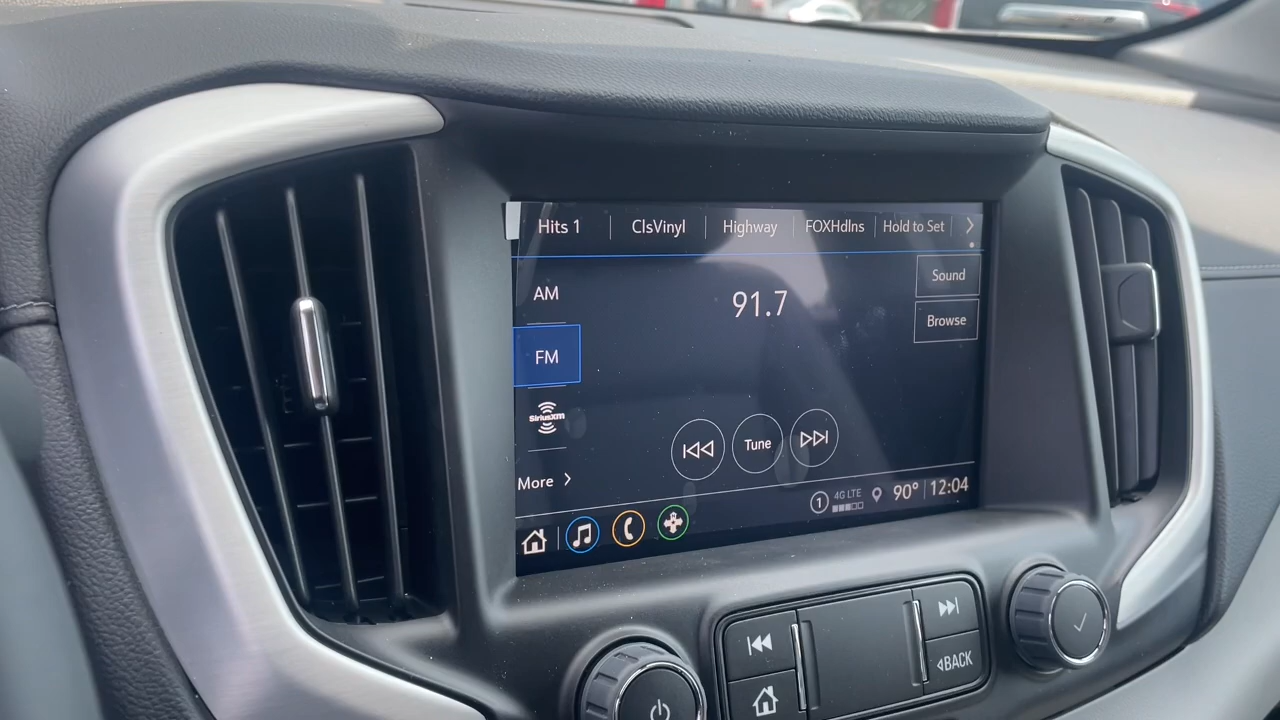 Hits 1 ClsVinyl Highway FOXHdlns Hold to Set
Sound
AM
91.7
Browse
FM
SiriusXM
Tune
More
1 4G LTE 90° 12:04
BACK